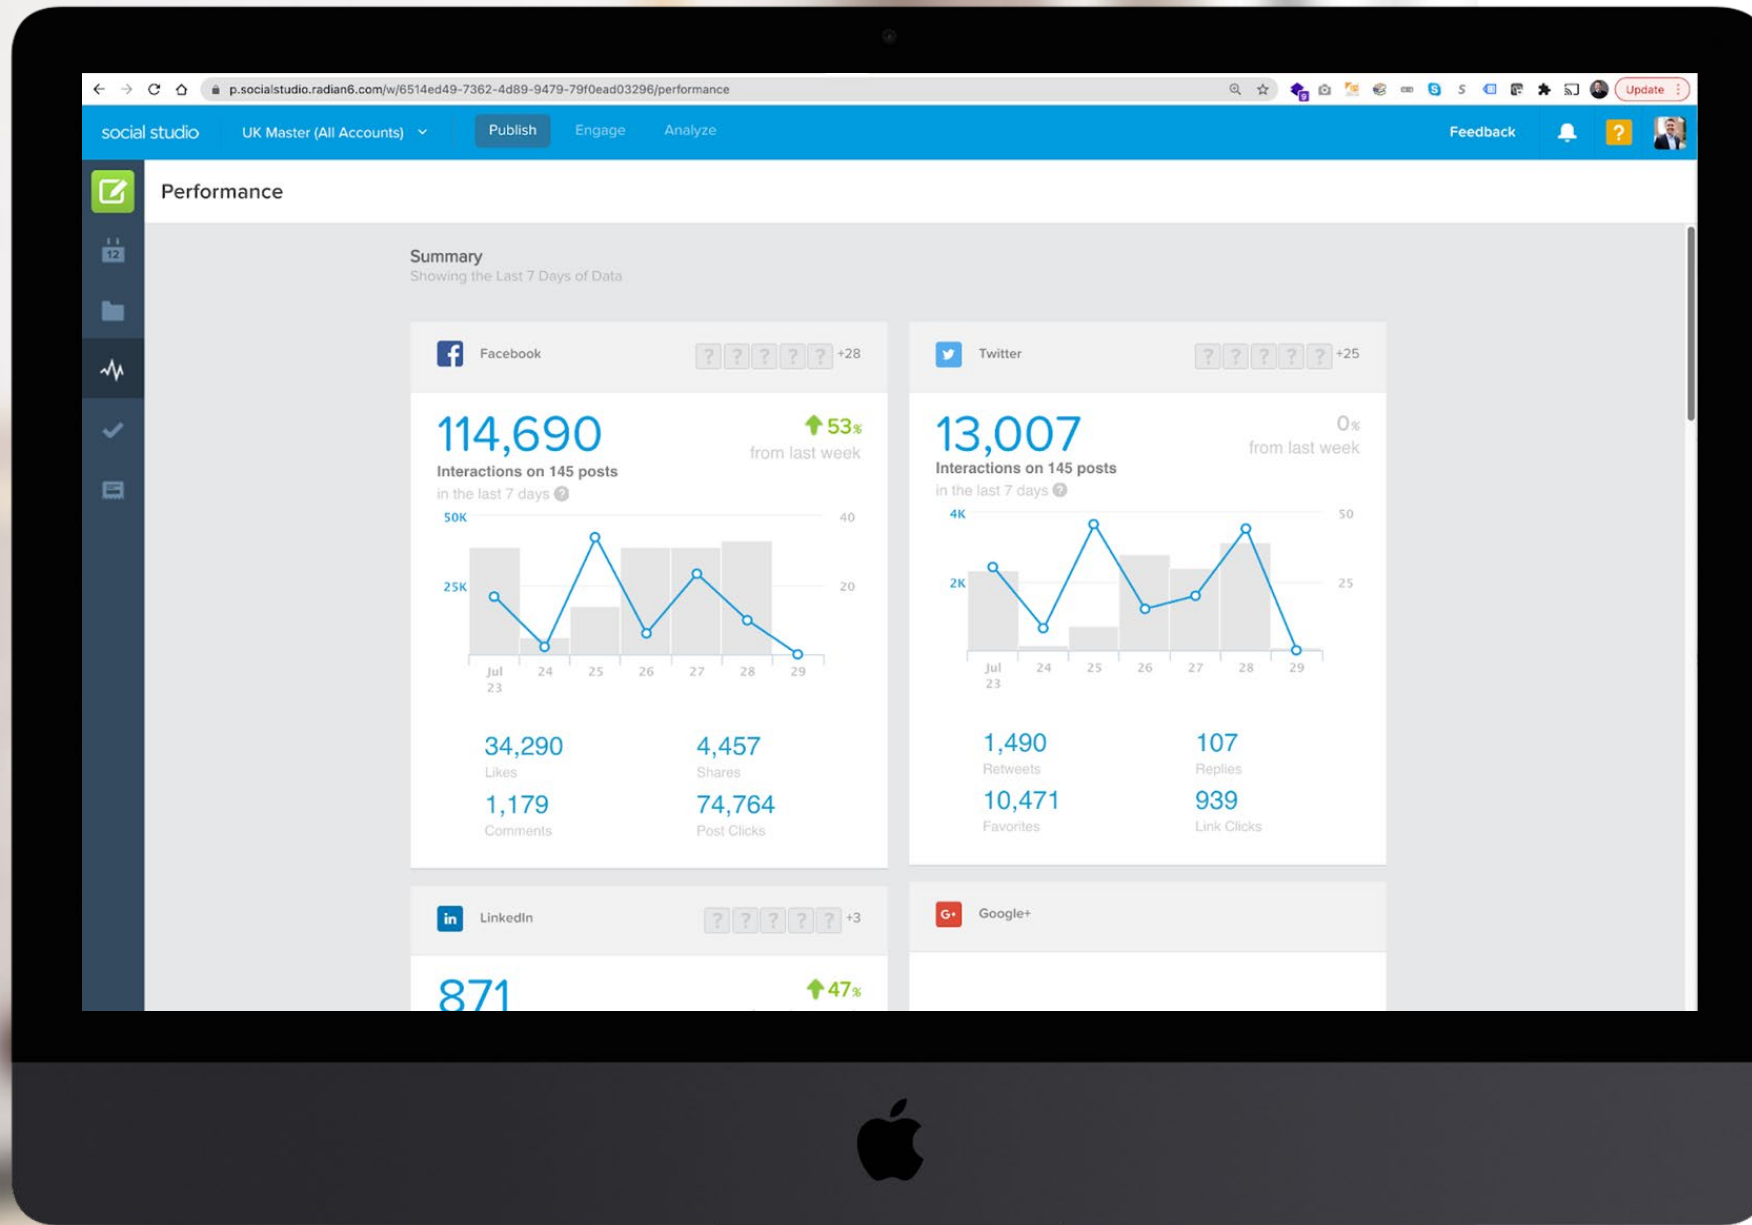 p.socialstudio.radian6.com/w/6514ed49-7362-4d89-9479-79f0ead03296/performance
9
S
Update
social studio
UK Master (All Accounts)
Publish
Engage
Analyze
Feedback
?
Performance
12
Summary
Showing the Last 7 Days of Data
f
Facebook
? ? ? ? ? +28
114,690
53%
from last week
Interactions on 145 posts
in the last 7 days ?
50K
40
25K
20
Jul 23
24
25
26
27
28
29
34,290
Likes
4,457
Shares
1,179
Comments
74,764
Post Clicks
Twitter
? ? ? ? ? +25
13,007
0%
from last week
Interactions on 145 posts
in the last 7 days ?
4K
50
2K
25
Jul 23
24
25
26
27
28
29
1,490
Retweets
107
Replies
10,471
Favorites
939
Link Clicks
in
LinkedIn
? ? ? ? ? +3
871
47%
G+
Google+